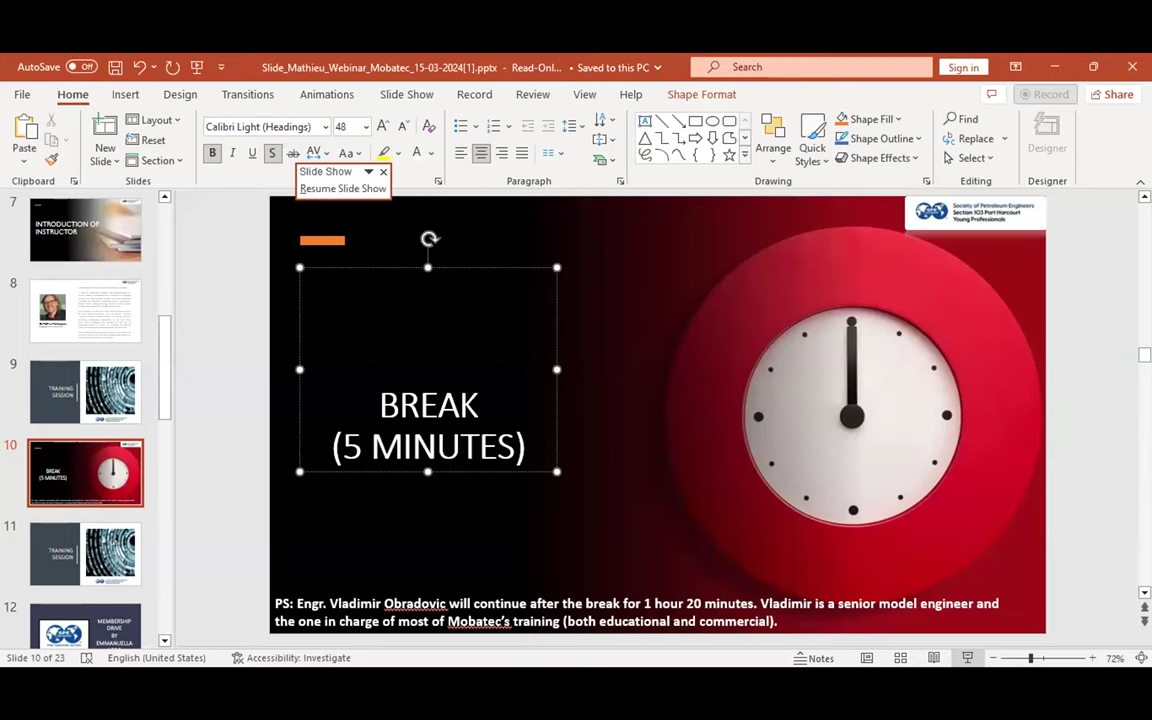 AutoSave Off
Slide_Mathieu_Webinar_Mobatec_15-03-2024[1].pptx - Read-Onl... • Saved to this PC
Search
Sign in
File Home Insert Design Transitions Animations Slide Show Record Review View Help Shape Format
Record Share
Paste
New Slide
Layout
Reset
Section
Calibri Light (Headings) 48
B I U S ab AV Aa A
Arrange
Quick Styles
Shape Fill
Shape Outline
Shape Effects
Find
Replace
Select
Designer
Clipboard Slides Paragraph Drawing Editing Designer
Slide Show
Resume Slide Show
7
INTRODUCTION OF
INSTRUCTOR
8
9
TRAINING
SESSION
10
BREAK
(5 MINUTES)
11
TRAINING
SESSION
12
MEMBERSHIP
DRIVE
BY
EMMANUELLA
SPE
Society of Petroleum Engineers
Section 103 Port Harcourt
Young Professionals
BREAK
(5 MINUTES)
PS: Engr. Vladimir Obradovic will continue after the break for 1 hour 20 minutes. Vladimir is a senior model engineer and
the one in charge of most of Mobatec's training (both educational and commercial).
Slide 10 of 23 English (United States) Accessibility: Investigate Notes 72%